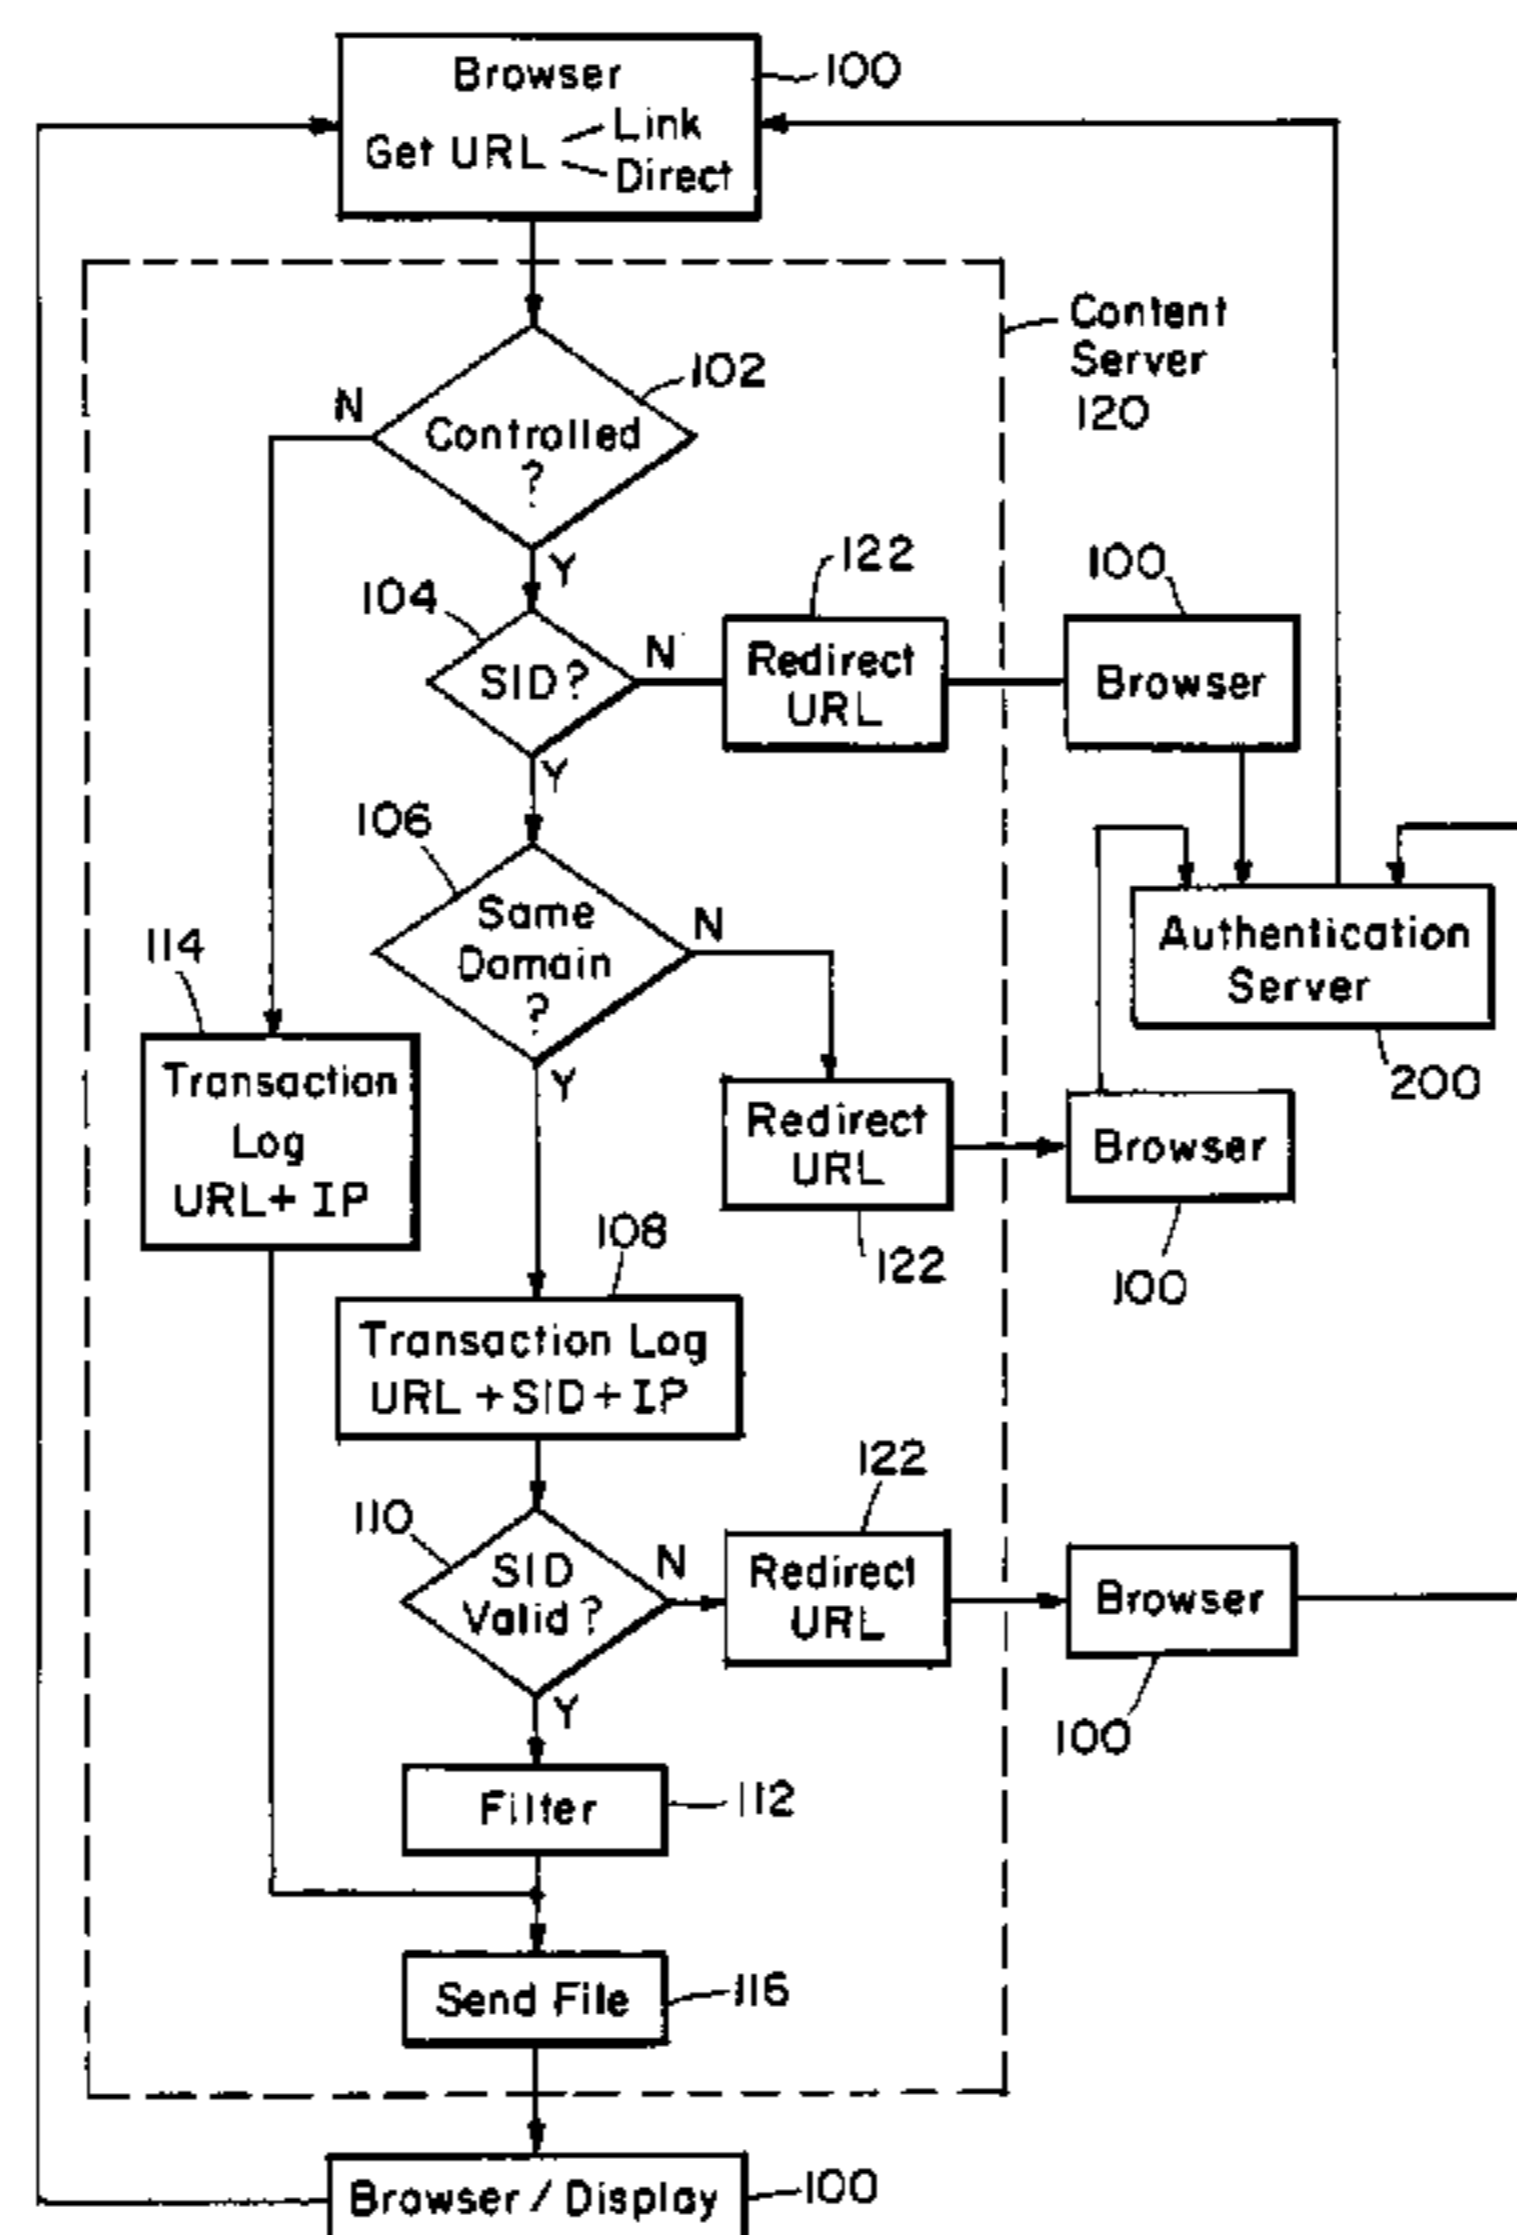 Browser
100
Get URL
Link
Direct
Content
Server
120
102
N
Controlled
?
Y
104
SID?
N
122
Redirect
URL
100
Browser
Y
106
Same
Domain
?
N
Y
Authentication
Server
200
114
Transaction
Log
URL+ IP
Redirect
URL
122
Browser
100
108
Transaction Log
URL +SID+IP
110
SID
Valid?
N
122
Redirect
URL
Browser
100
Y
Filter
112
Send File
116
Browser / Display
100